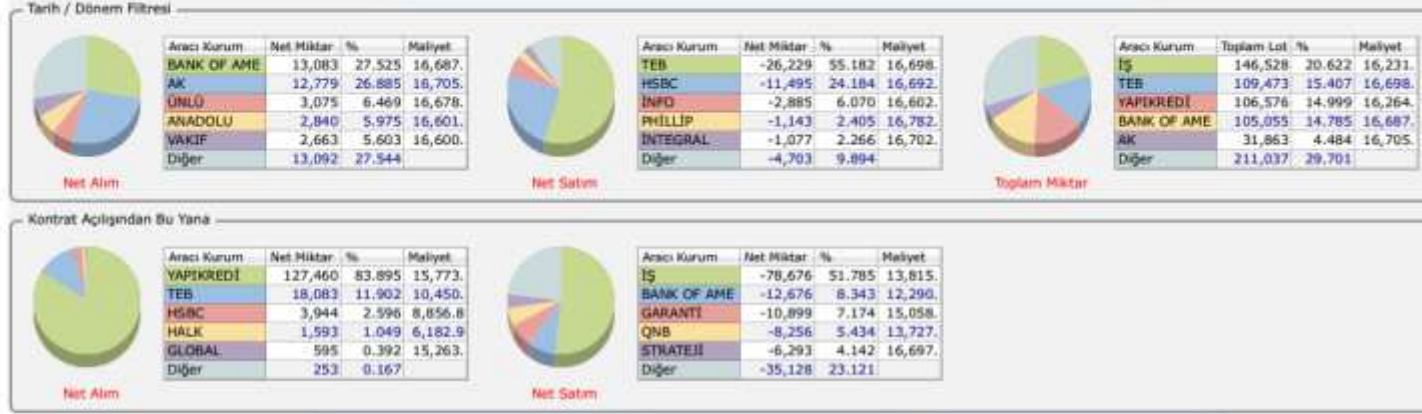 Tarih / Dönem Filtresi
Aracı Kurum Net Miktar % Maliyet
BANK OF AME 13,083 27.525 16,687.
AK 12,779 26.885 16,705.
ÜNLÜ 3,075 6.469 16,678.
ANADOLU 2,840 5.975 16,601.
VAKIF 2,663 5.603 16,600.
Diğer 13,092 27.544
Net Alım
Aracı Kurum Net Miktar % Maliyet
TEB -26,229 55.182 16,698.
HSBC -11,495 24.184 16,692.
İNFO -2,885 6.070 16,602.
PHİLLİP -1,143 2.405 16,782.
İNTEGRAL -1,077 2.266 16,702.
Diğer -4,703 9.894
Net Satım
Aracı Kurum Toplam Lot % Maliyet
İŞ 146,528 20.622 16,231.
TEB 109,473 15.407 16,698.
YAPIKREDİ 106,576 14.999 16,264.
BANK OF AME 105,055 14.785 16,687.
AK 31,863 4.484 16,705.
Diğer 211,037 29.701
Toplam Miktar
Kontrat Açılışından Bu Yana
Aracı Kurum Net Miktar % Maliyet
YAPIKREDİ 127,460 83.895 15,773.
TEB 18,083 11.902 10,450.
HSBC 3,944 2.596 8,856.8
HALK 1,593 1.049 6,182.9
GLOBAL 595 0.392 15,263.
Diğer 253 0.167
Net Alım
Aracı Kurum Net Miktar % Maliyet
İŞ -78,676 51.785 13,815.
BANK OF AME -12,676 8.343 12,290.
GARANTİ -10,899 7.174 15,058.
QNB -8,256 5.434 13,727.
STRATEJİ -6,293 4.142 16,697.
Diğer -35,128 23.121
Net Satım